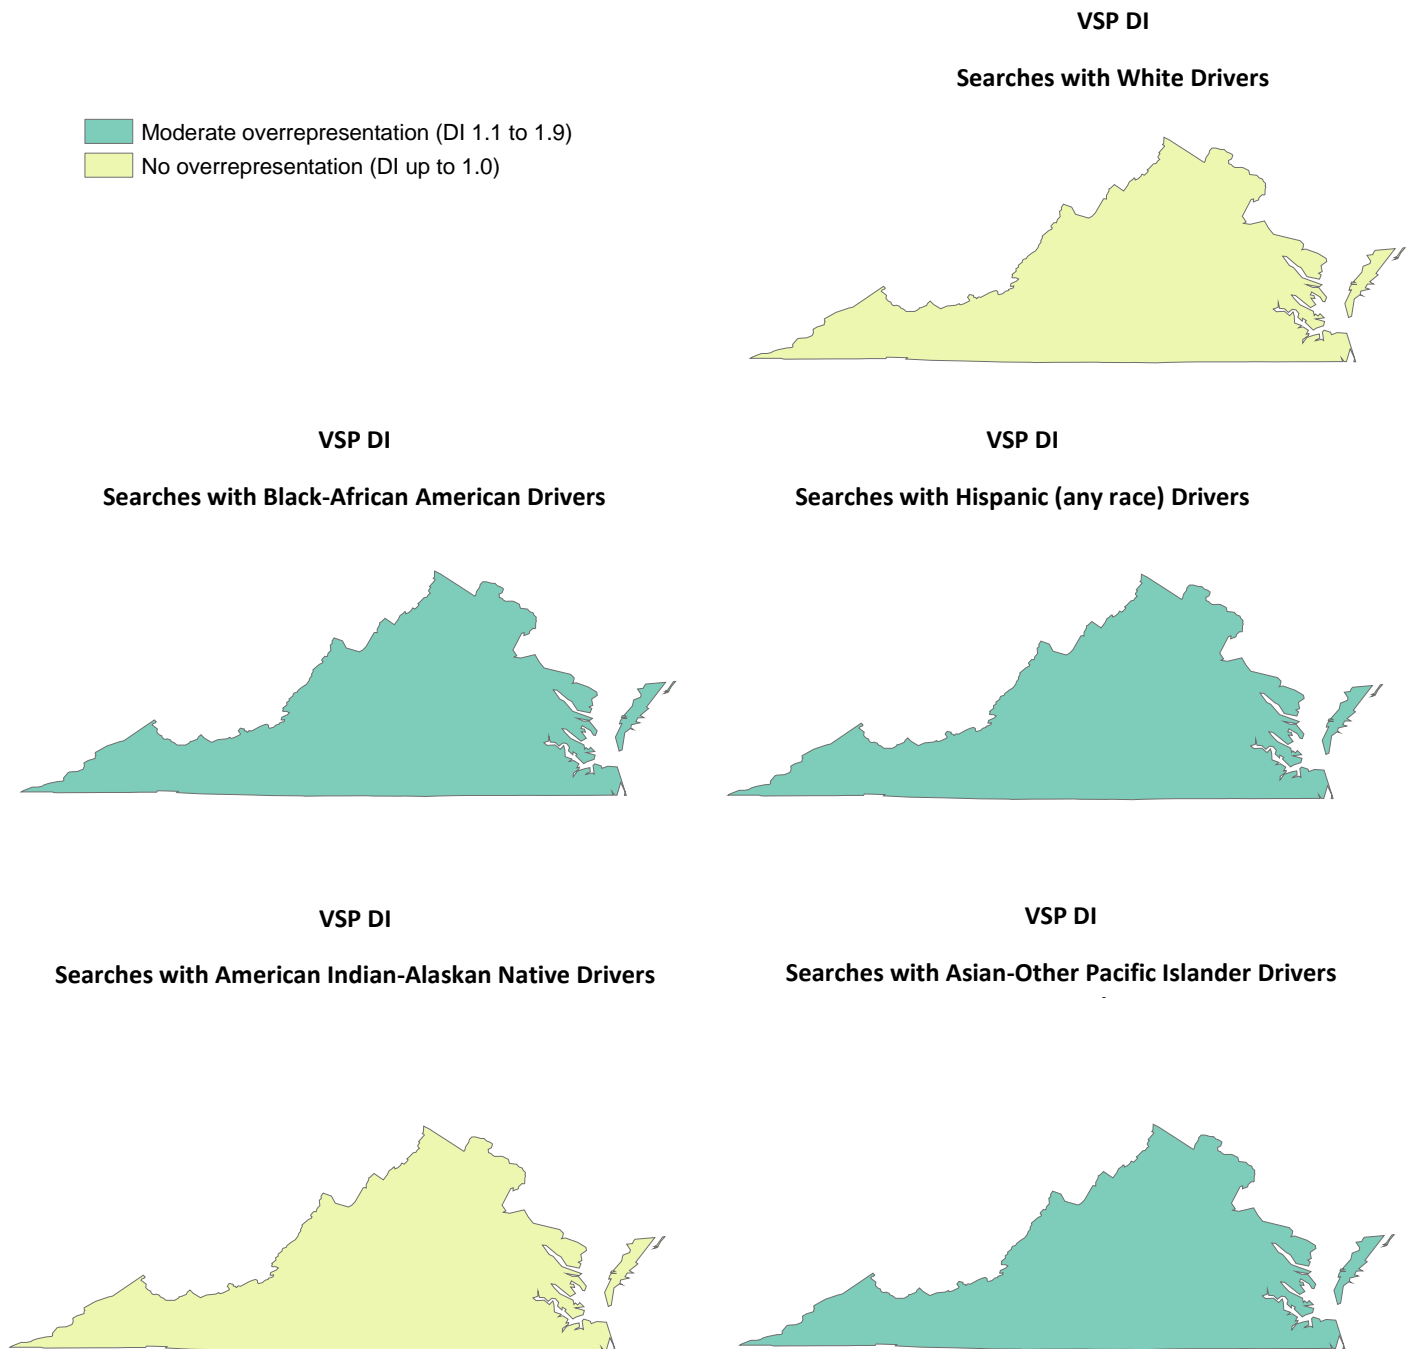 VSP DI
Searches with White Drivers
Moderate overrepresentation (DI 1.1 to 1.9)
No overrepresentation (DI up to 1.0)
VSP DI
Searches with Black-African American Drivers
VSP DI
Searches with Hispanic (any race) Drivers
VSP DI
Searches with American Indian-Alaskan Native Drivers
VSP DI
Searches with Asian-Other Pacific Islander Drivers